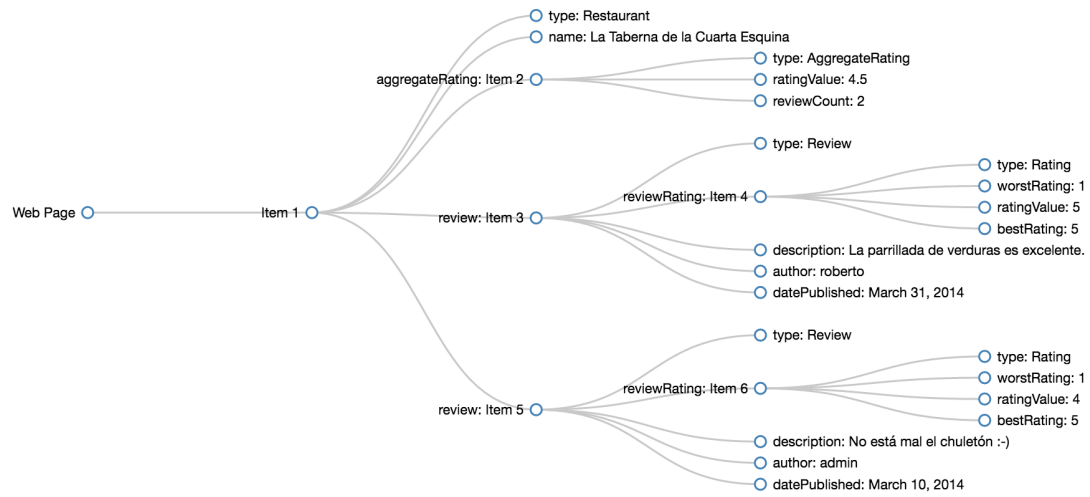 type: Restaurant
name: La Taberna de la Cuarta Esquina
type: AggregateRating
aggregateRating: Item 2
ratingValue: 4.5
reviewCount: 2
type: Review
type: Rating
worstRating: 1
reviewRating: Item 4
ratingValue: 5
Web Page
Item 1
review: Item 3
bestRating: 5
description: La parrillada de verduras es excelente.
author: roberto
datePublished: March 31, 2014
type: Review
type: Rating
worstRating: 1
reviewRating: Item 6
ratingValue: 4
review: Item 5
bestRating: 5
description: No está mal el chuletón :-)
author: admin
datePublished: March 10, 2014